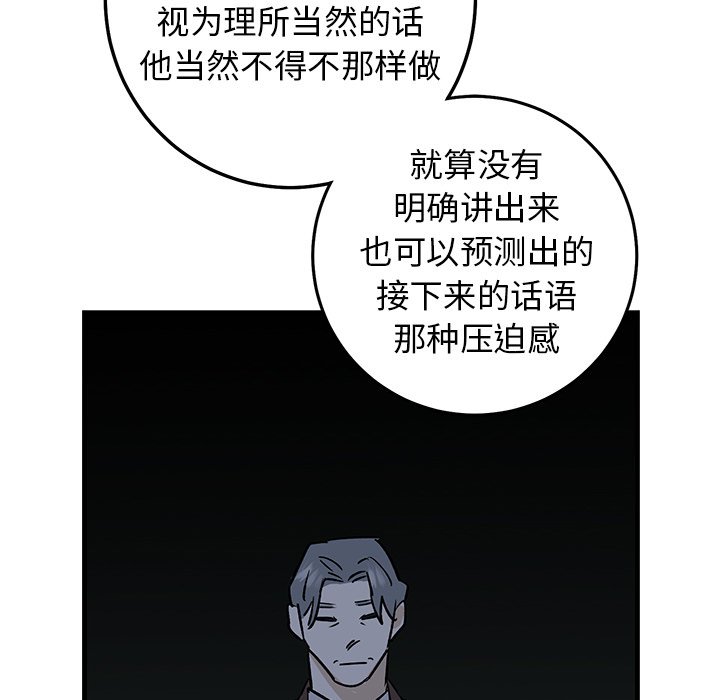 视为理所当然的话
他当然不得不那样做
就算没有
明确讲出来
也可以预测出的
接下来的话语
那种压迫感